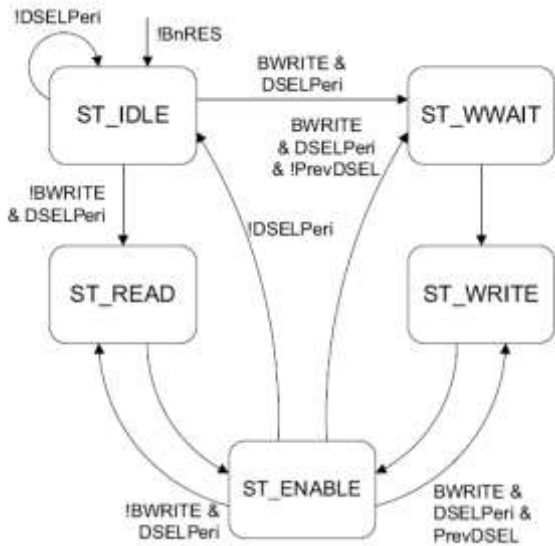 !DSELPeri
!BnRES
BWRITE &
DSELPeri
ST_IDLE
ST_WWAIT
BWRITE
& DSELPeri
& !PrevDSEL
!BWRITE
& DSELPeri
!DSELPeri
ST_READ
ST_WRITE
ST_ENABLE
!BWRITE &
DSELPeri
BWRITE &
DSELPeri &
PrevDSEL